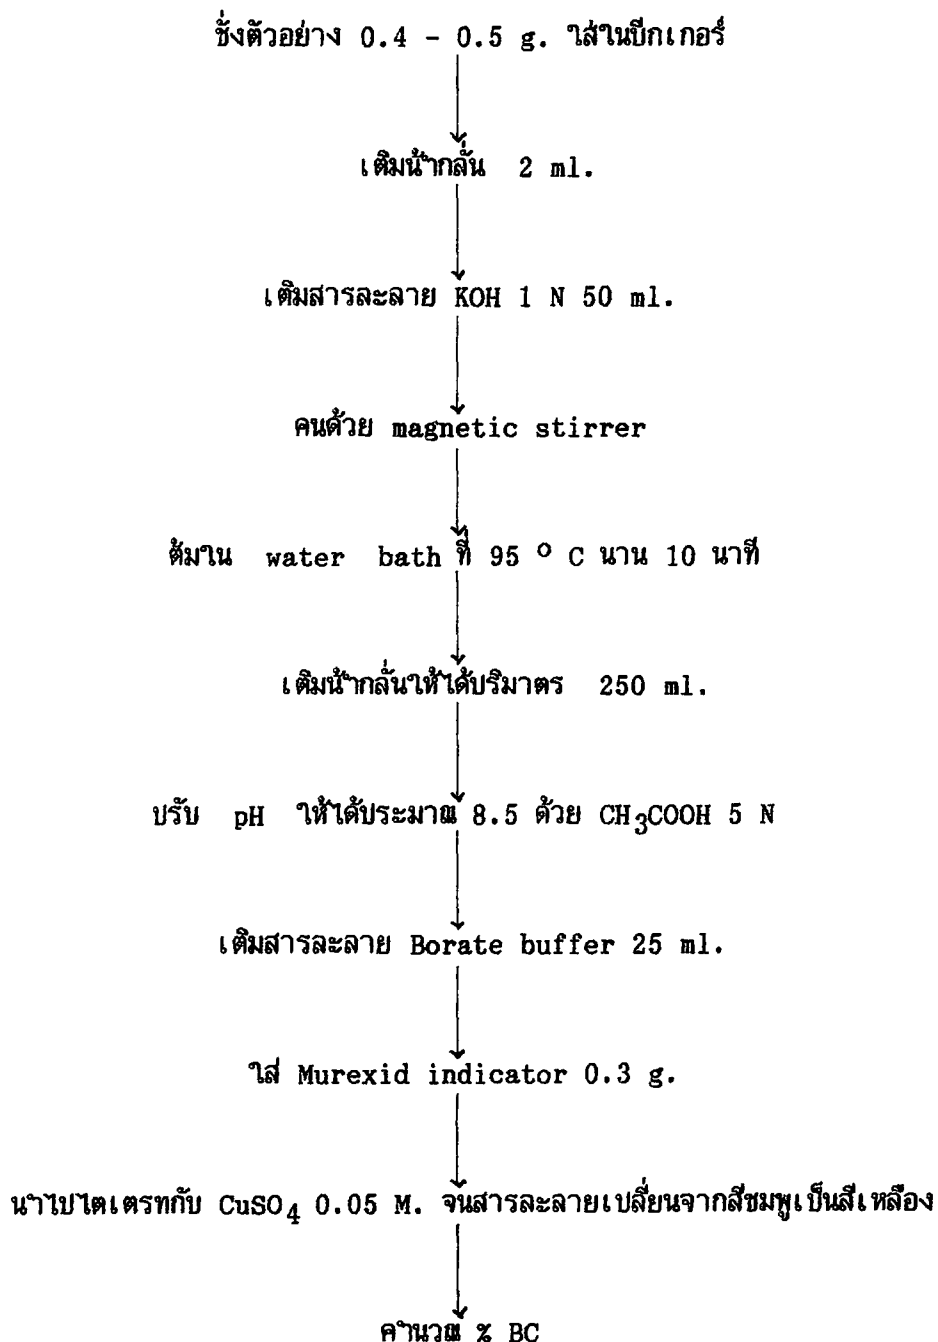 ชั่งตัวอย่าง 0.4 - 0.5 g. ใส่ในบีกเกอร์
เติมน้ำกลั่น 2 ml.
เติมสารละลาย KOH 1 N 50 ml.
คนด้วย magnetic stirrer
ต้มใน water bath ที่ 95 ° C นาน 10 นาที
เติมน้ำกลั่นให้ได้ปริมาตร 250 ml.
ปรับ pH ให้ได้ประมาณ 8.5 ด้วย CH₃COOH 5 N
เติมสารละลาย Borate buffer 25 ml.
ใส่ Murexid indicator 0.3 g.
นำไปไตเตรทกับ CuSO₄ 0.05 M. จนสารละลายเปลี่ยนจากสีชมพูเป็นสีเหลือง
คำนวณ % BC